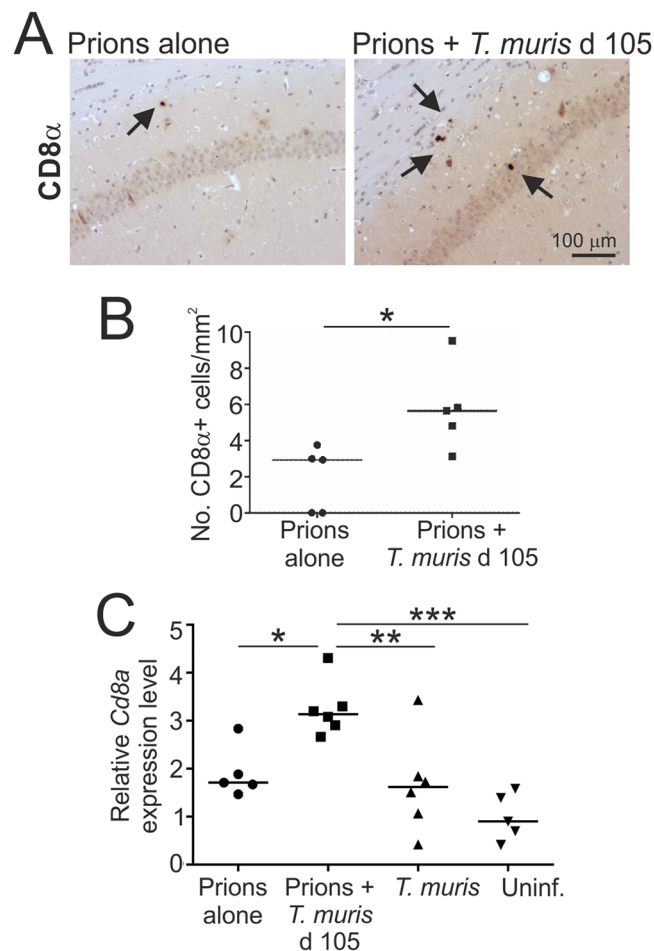 A
Prions alone
Prions + T. muris d 105
CD8α
100 μm
B
No. CD8α+ cells/mm²
10
8
6
4
2
0
*
Prions
alone
Prions +
T. muris d 105
C
Relative Cd8a
expression level
5
4
3
2
1
0
*
**
***
Prions
alone
Prions +
T. muris
d 105
T. muris
Uninf.